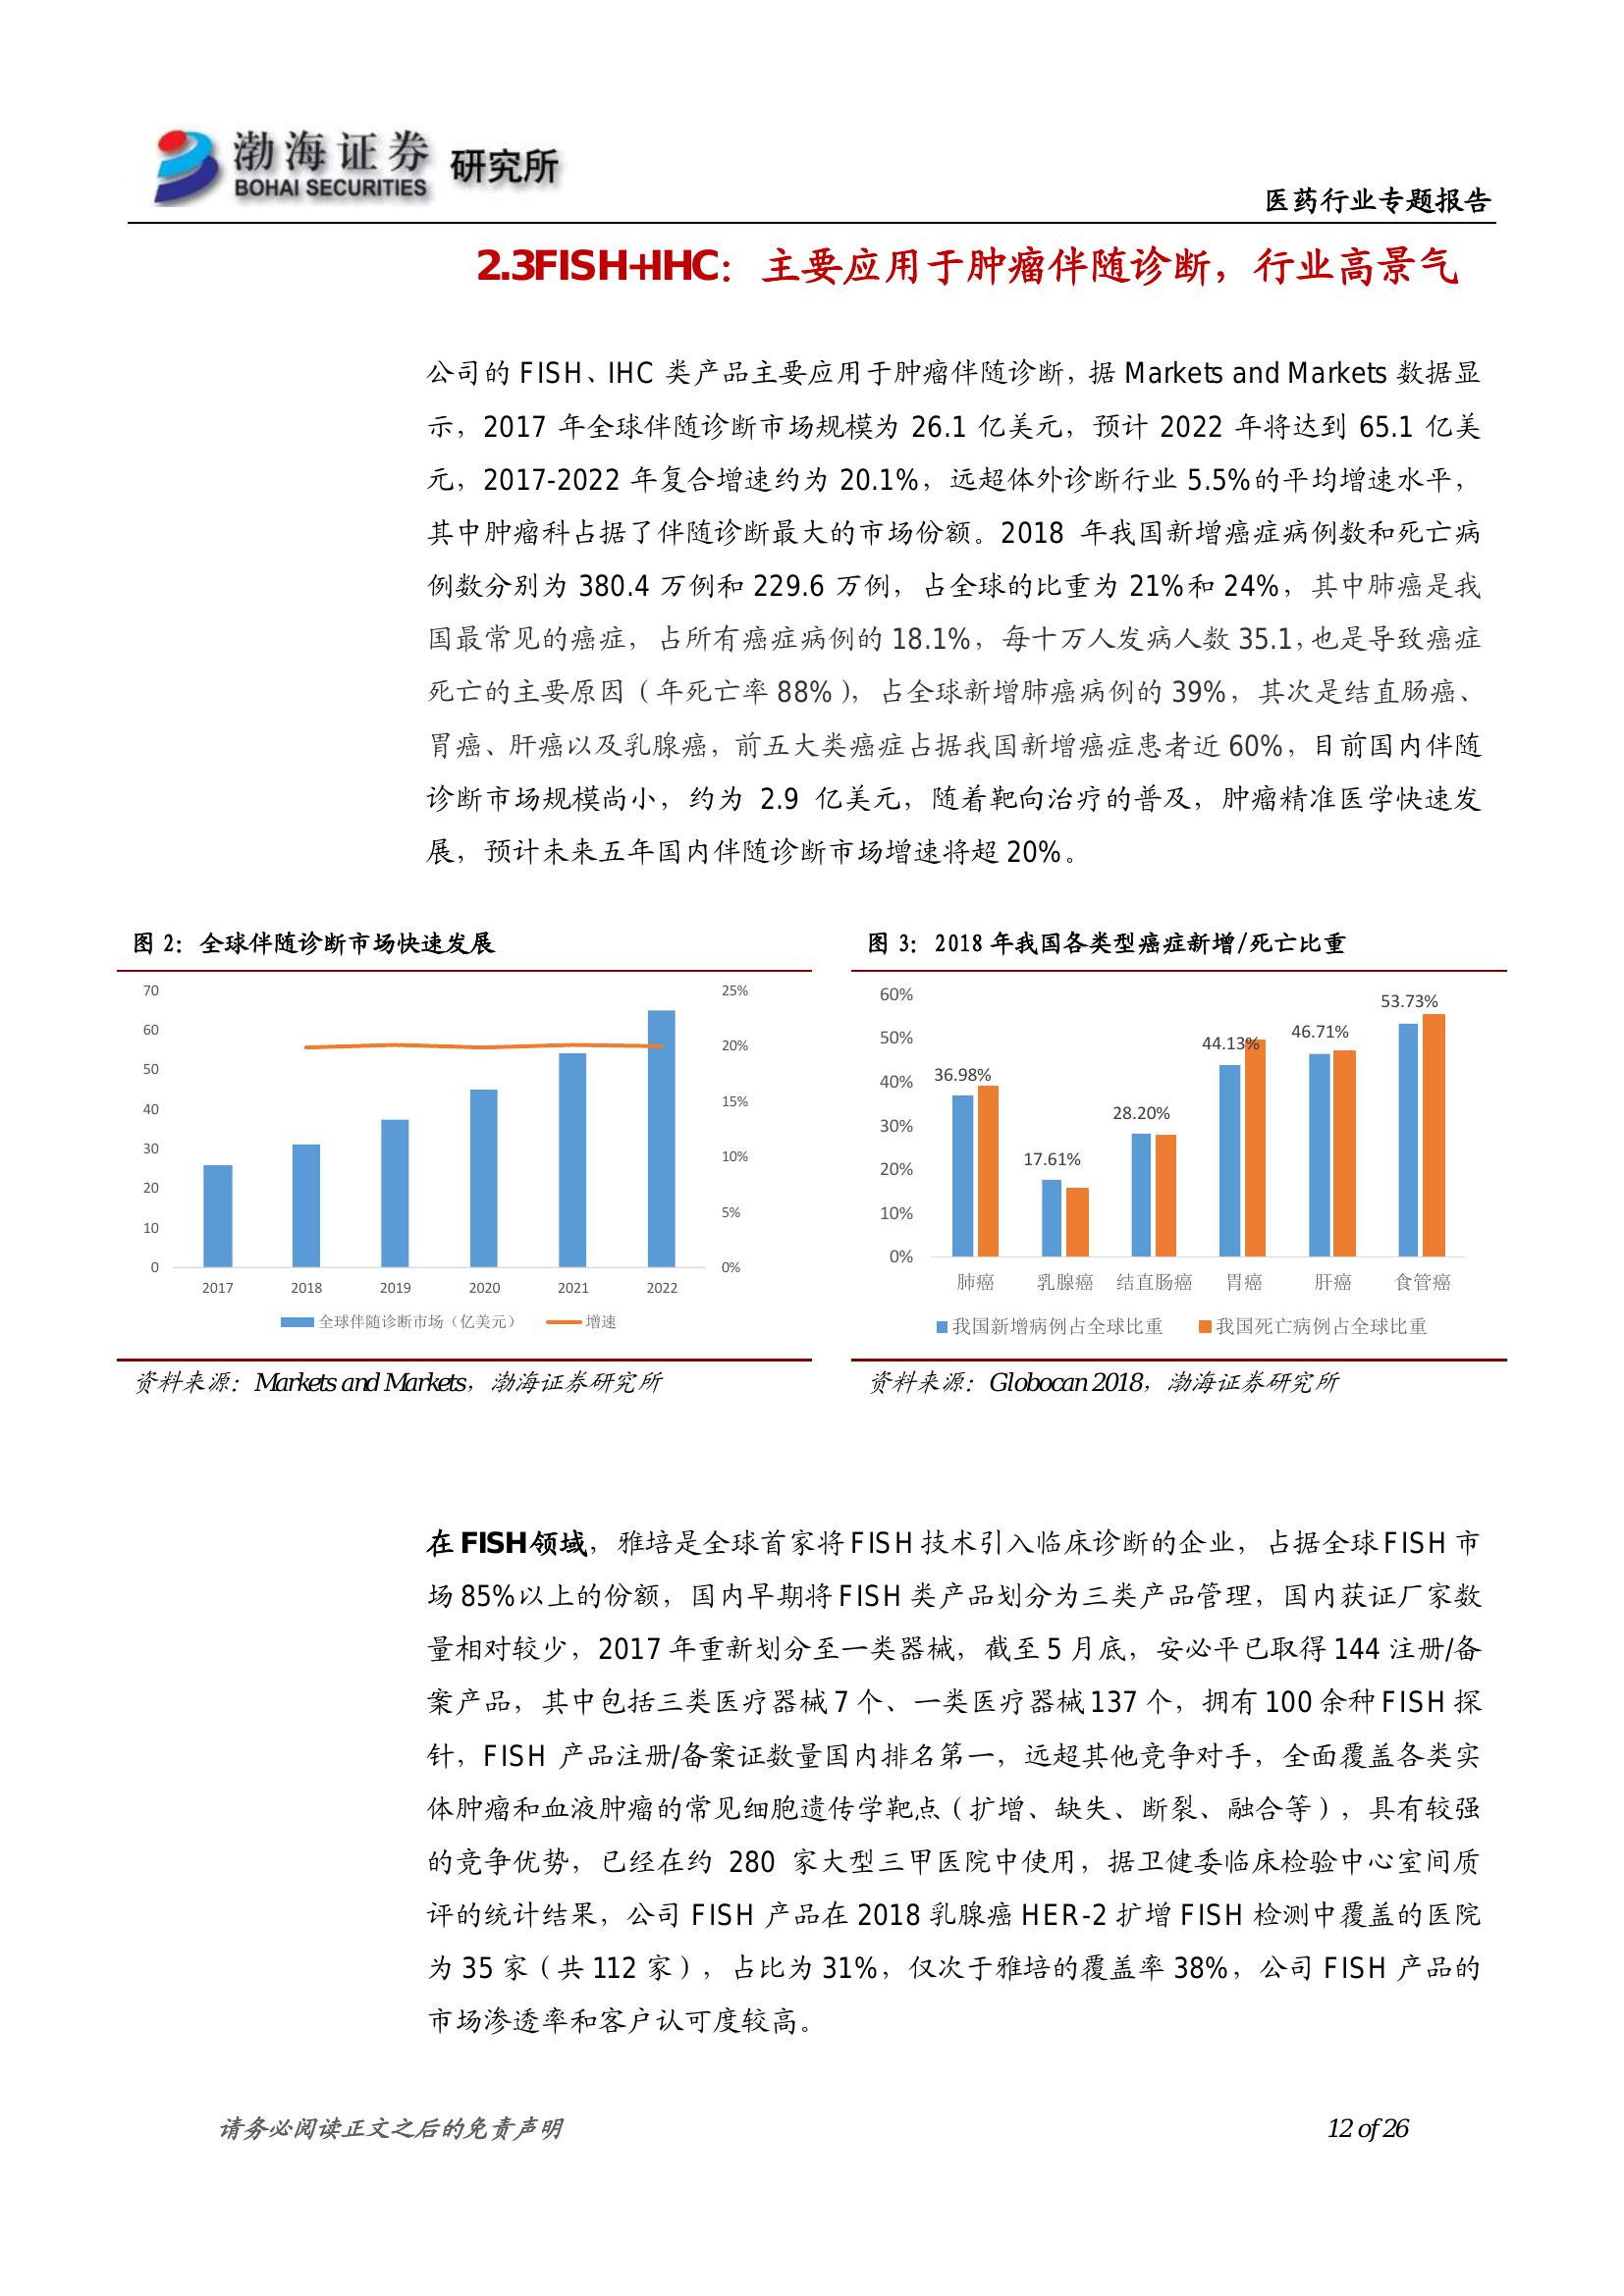 渤海证券 研究所
BOHAI SECURITIES
医药行业专题报告
2.3FISH+IHC：主要应用于肿瘤伴随诊断，行业高景气
公司的 FISH、IHC 类产品主要应用于肿瘤伴随诊断，据 Markets and Markets 数据显
示，2017 年全球伴随诊断市场规模为 26.1 亿美元，预计 2022 年将达到 65.1 亿美
元，2017-2022 年复合增速约为 20.1%，远超体外诊断行业 5.5%的平均增速水平，
其中肿瘤科占据了伴随诊断最大的市场份额。2018 年我国新增癌症病例数和死亡病
例数分别为 380.4 万例和 229.6 万例，占全球的比重为 21%和 24%，其中肺癌是我
国最常见的癌症，占所有癌症病例的 18.1%，每十万人发病人数 35.1，也是导致癌症
死亡的主要原因（年死亡率 88%），占全球新增肺癌病例的 39%，其次是结直肠癌、
胃癌、肝癌以及乳腺癌，前五大类癌症占据我国新增癌症患者近 60%，目前国内伴随
诊断市场规模尚小，约为 2.9 亿美元，随着靶向治疗的普及，肿瘤精准医学快速发
展，预计未来五年国内伴随诊断市场增速将超 20%。
图 2：全球伴随诊断市场快速发展
70
60
50
40
30
20
10
0
25%
20%
15%
10%
5%
0%
2017 2018 2019 2020 2021 2022
全球伴随诊断市场（亿美元） 增速
资料来源：Markets and Markets，渤海证券研究所
图 3：2018 年我国各类型癌症新增/死亡比重
60%
50%
40%
30%
20%
10%
0%
36.98% 17.61% 28.20% 44.13% 46.71% 53.73%
肺癌 乳腺癌 结直肠癌 胃癌 肝癌 食管癌
我国新增病例占全球比重 我国死亡病例占全球比重
资料来源：Globocan 2018，渤海证券研究所
在 FISH 领域，雅培是全球首家将 FISH 技术引入临床诊断的企业，占据全球 FISH 市
场 85%以上的份额，国内早期将 FISH 类产品划分为三类产品管理，国内获证厂家数
量相对较少，2017 年重新划分至一类器械，截至 5 月底，安必平已取得 144 注册/备
案产品，其中包括三类医疗器械 7 个、一类医疗器械 137 个，拥有 100 余种 FISH 探
针，FISH 产品注册/备案证数量国内排名第一，远超其他竞争对手，全面覆盖各类实
体肿瘤和血液肿瘤的常见细胞遗传学靶点（扩增、缺失、断裂、融合等），具有较强
的竞争优势，已经在约 280 家大型三甲医院中使用，据卫健委临床检验中心室间质
评的统计结果，公司 FISH 产品在 2018 乳腺癌 HER-2 扩增 FISH 检测中覆盖的医院
为 35 家（共 112 家），占比为 31%，仅次于雅培的覆盖率 38%，公司 FISH 产品的
市场渗透率和客户认可度较高。
请务必阅读正文之后的免责声明
12 of 26